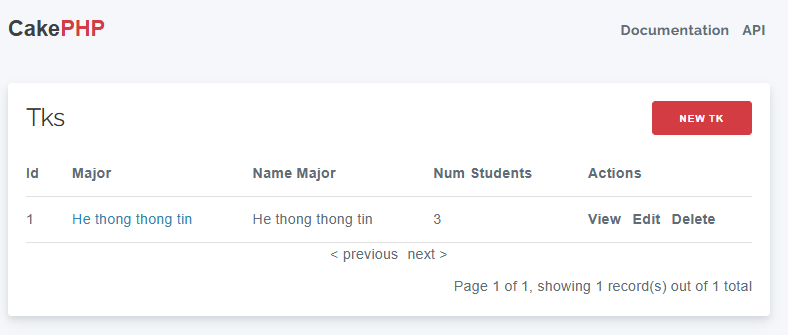 CakePHP Documentation API
Tks NEW TK
Id Major Name Major Num Students Actions
1 He thong thong tin He thong thong tin 3 View Edit Delete
< previous next >
Page 1 of 1, showing 1 record(s) out of 1 total